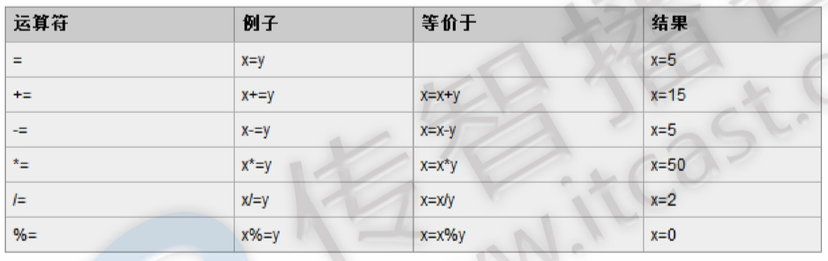 运算符 例子 等价于 结果
= x=y x=5
+= x+=y x=x+y x=15
-= x-=y x=x-y x=5
*= x*=y x=x*y x=50
/= x/=y x=x/y x=2
%= x%=y x=x%y x=0
传智播
www.itcast.c